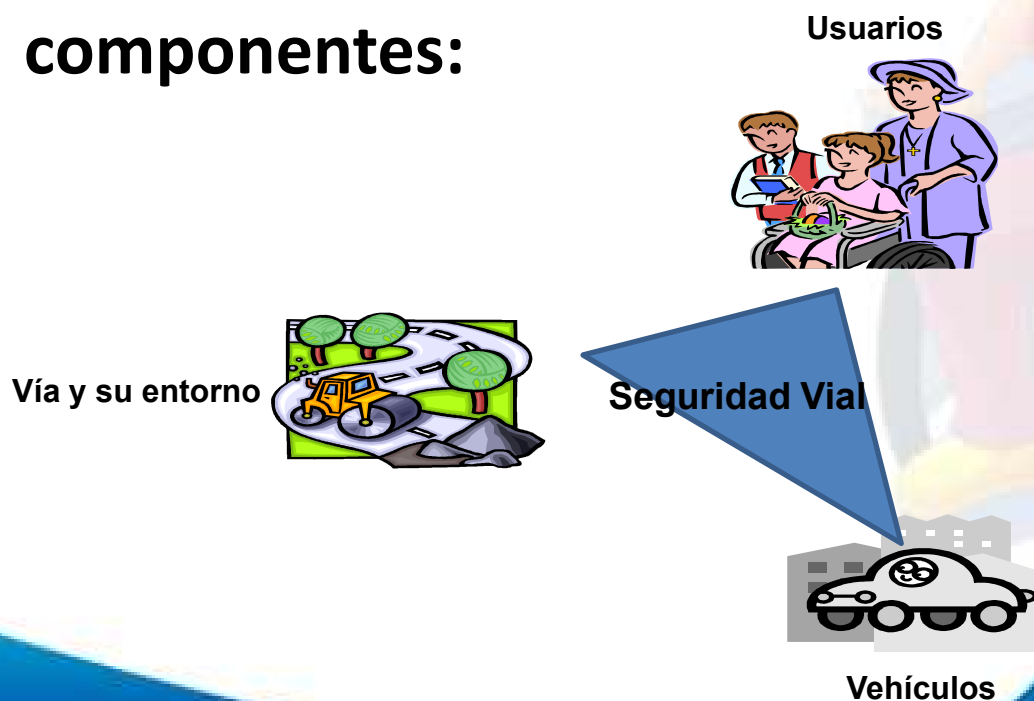 componentes:
Usuarios
Vía y su entorno
Seguridad Vial
Vehículos